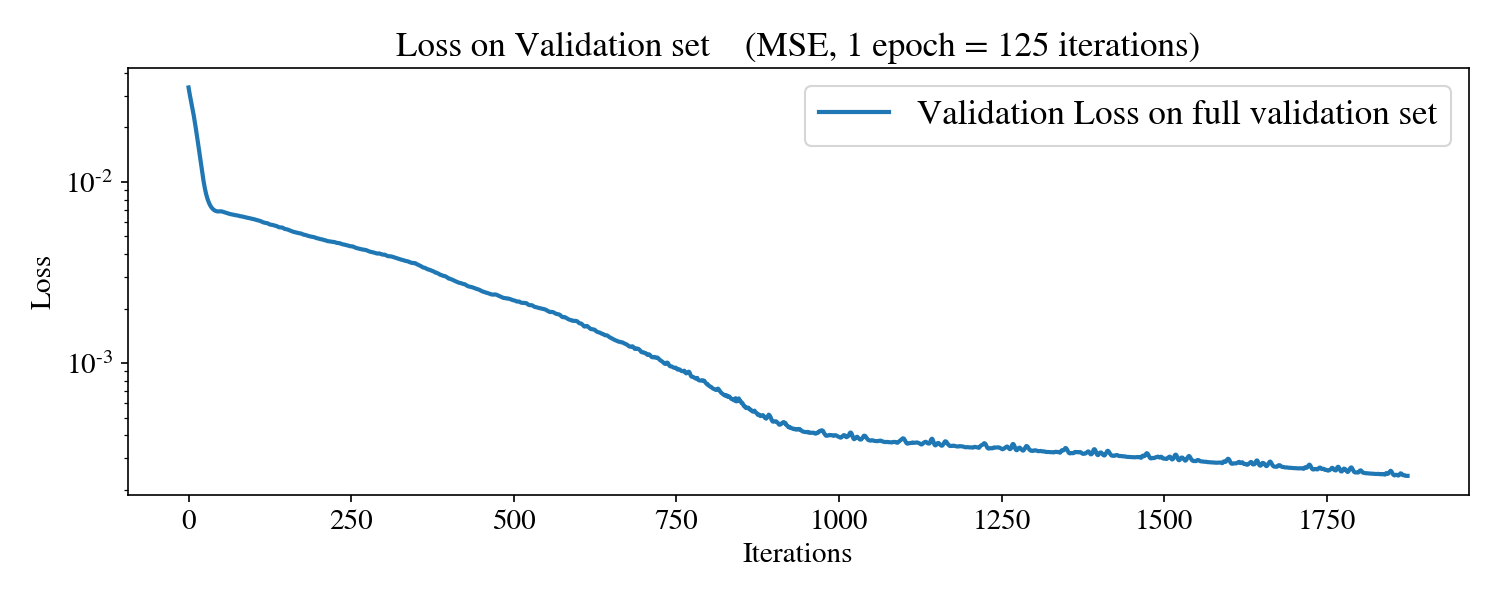 Loss on Validation set (MSE, 1 epoch = 125 iterations)
Validation Loss on full validation set
Loss
10⁻²
10⁻³
0 250 500 750 1000 1250 1500 1750
Iterations